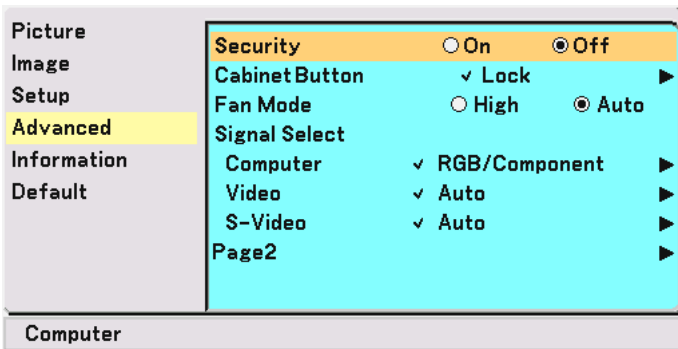 Picture
Image
Setup
Advanced
Information
Default
Security On Off
Cabinet Button Lock
Fan Mode High Auto
Signal Select
Computer RGB/Component
Video Auto
S-Video Auto
Page2
Computer